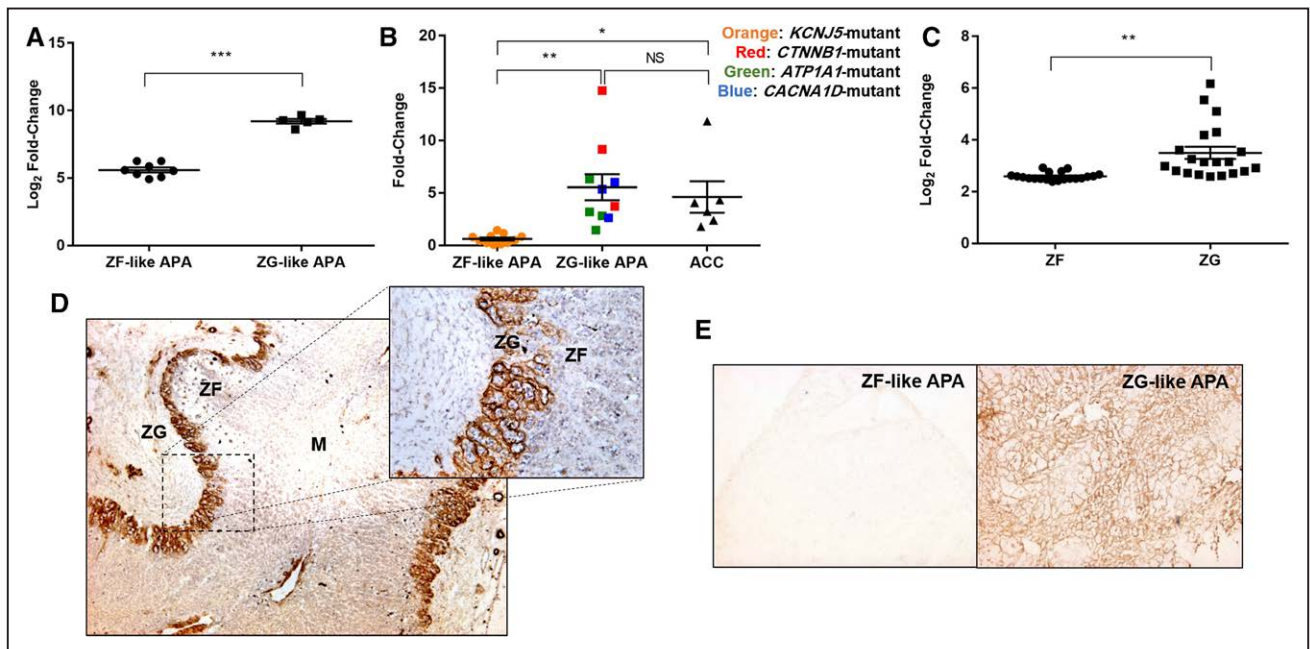 A
15
10
5
0
Log₂ Fold-Change
***
ZF-like APA
ZG-like APA
B
20
15
10
5
0
Fold-Change
*
**
NS
ZF-like APA
ZG-like APA
ACC
Orange: KCNJ5-mutant
Red: CTNNB1-mutant
Green: ATP1A1-mutant
Blue: CACNA1D-mutant
C
8
6
4
2
0
Log₂ Fold-Change
**
ZF
ZG
D
ZF
ZG
M
ZG
ZF
E
ZF-like APA
ZG-like APA